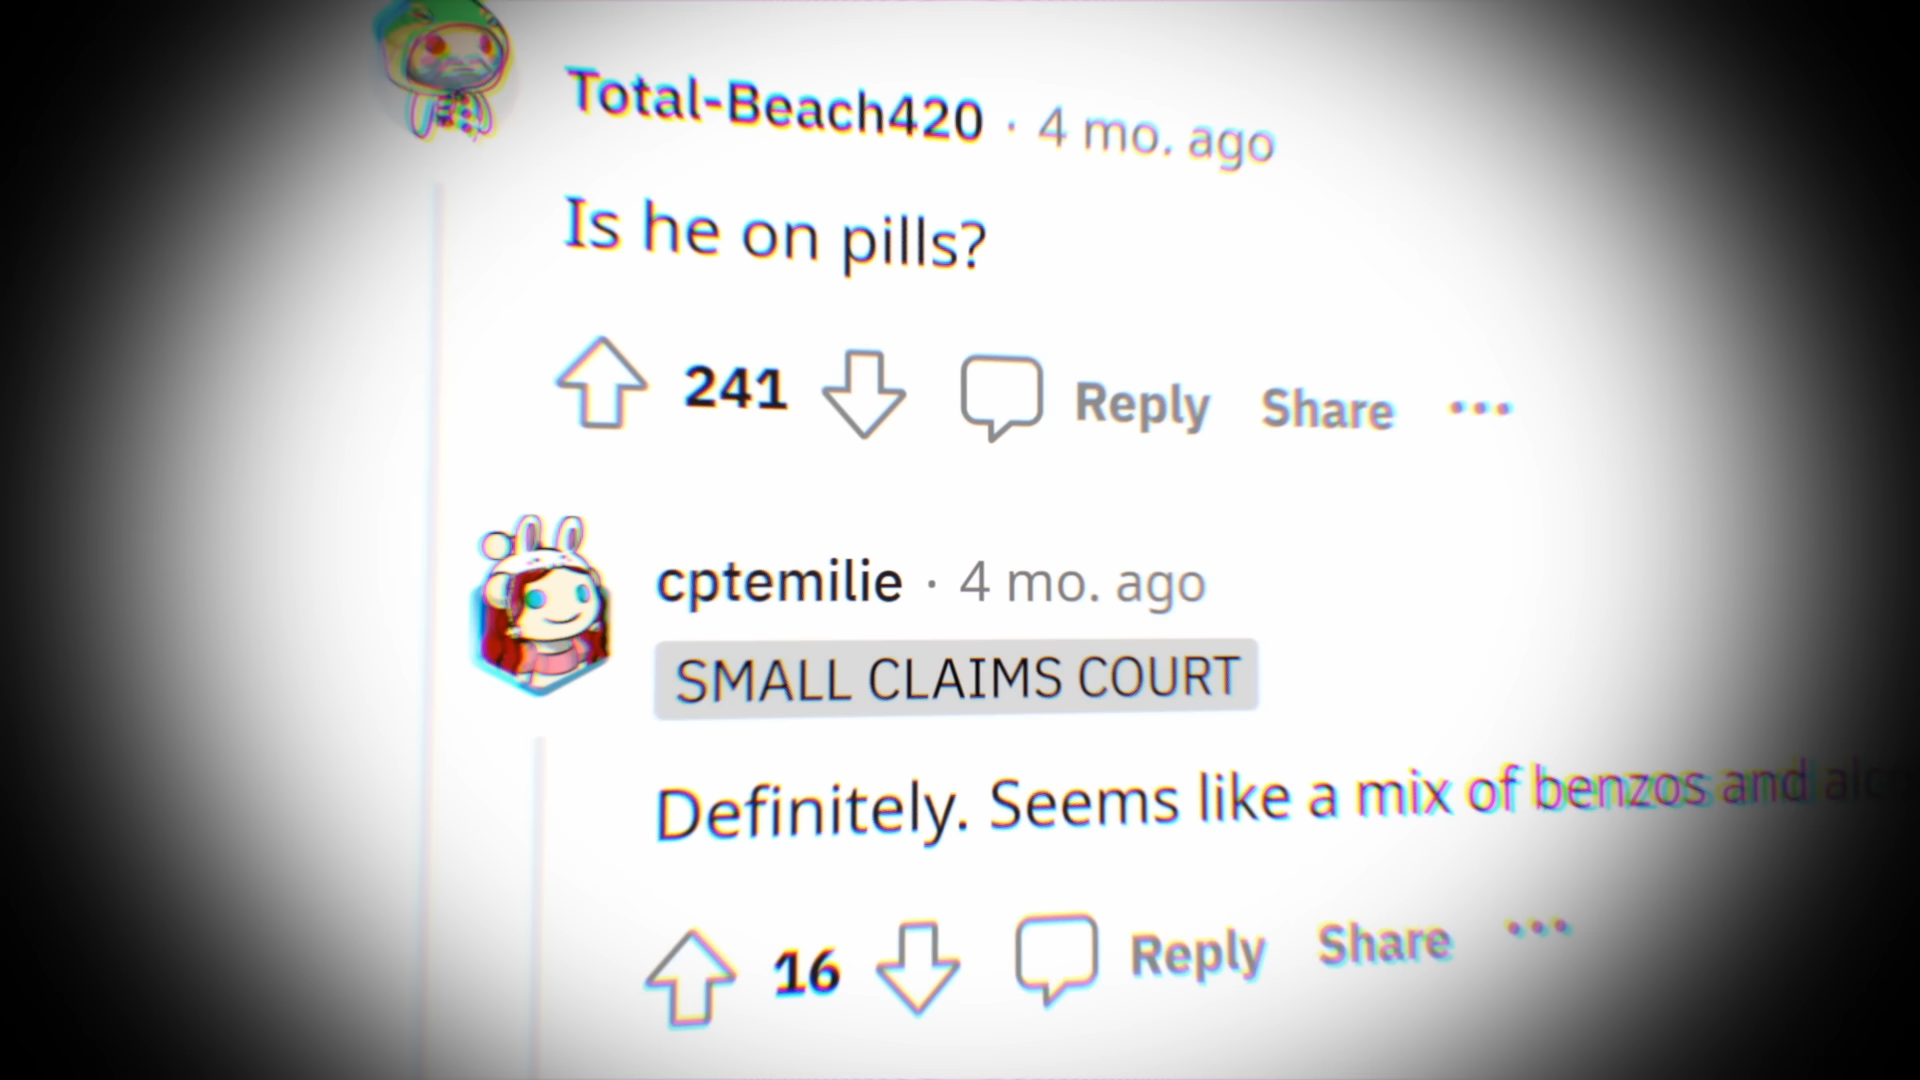 Total-Beach420 · 4 mo. ago
Is he on pills?
241 Reply Share ...
cptemilie · 4 mo. ago
SMALL CLAIMS COURT
Definitely. Seems like a mix of benzos and
16 Reply Share ...